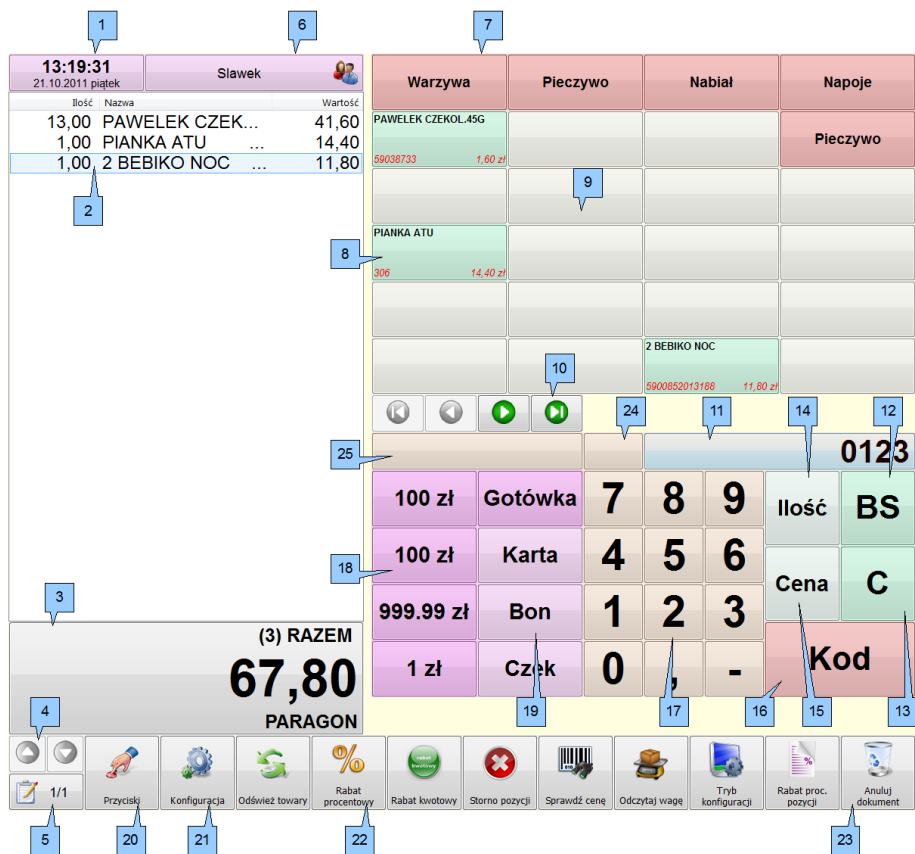 1
6
7
13:19:31
21.10.2011 piątek
Slawek
Warzywa
Pieczywo
Nabiał
Napoje
Ilość Nazwa Wartość
13,00 PAWELEK CZEK... 41,60
1,00 PIANKA ATU ... 14,40
1,00 2 BEBIKO NOC ... 11,80
2
PAWELEK CZEKOL.45G
59038733 1,60 zł
Pieczywo
9
8
PIANKA ATU
306 14,40 zł
2 BEBIKO NOC
5900852013188 11,80 zł
10
24
11
14
12
25
0123
100 zł Gotówka 7 8 9 Ilość BS
18
100 zł Karta 4 5 6
Cena C
999.99 zł Bon 1 2 3
1 zł Czek 0 , -
Kod
19
17
16
15
13
3
(3) RAZEM
67,80
PARAGON
4
1/1
5
Przyciski
Konfiguracja
Odśwież towary
Rabat
procentowy
rabat
kwotowy
Rabat kwotowy
Storno pozycji
Sprawdź cenę
Odczytaj wagę
Tryb
konfiguracji
Rabat proc.
pozycji
Anuluj
dokument
20
21
22
23